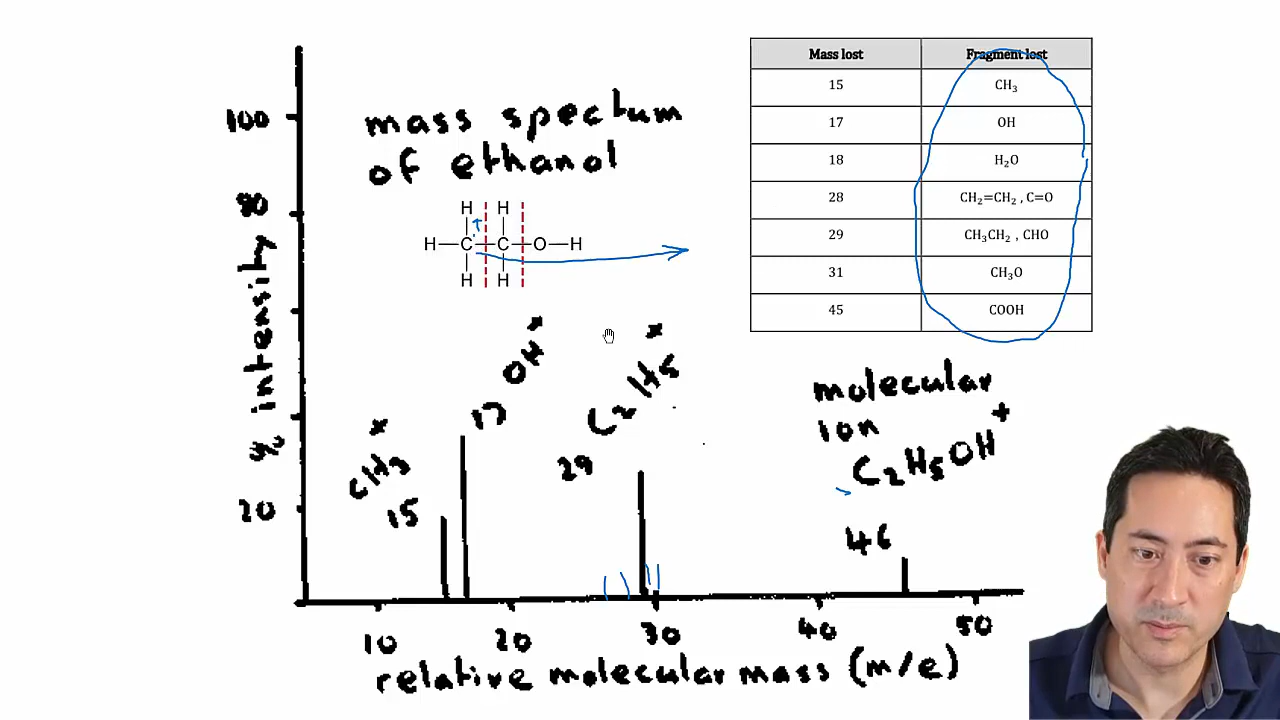 100
mass spectum
of ethanol
80
H H
H—C—C—O—H
H H
% intensity
OH+
17
C2H5+
29
CH3+
15
20
molecular
ion
C₂H₅OH⁺
46
10 20 30 40 50
relative molecular mass (m/e)
Mass lost Fragment lost
15 CH₃
17 OH
18 H₂O
28 CH₂=CH₂ , C=O
29 CH₃CH₂ , CHO
31 CH₃O
45 COOH